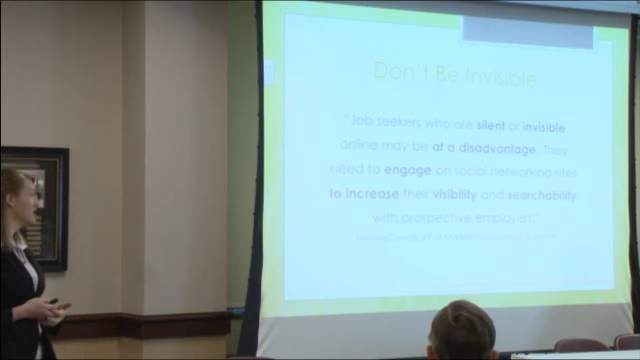 Don't Be Invisible
"Job seekers who are silent or invisible
online may be at a disadvantage. They
need to engage on social networking sites
to increase their visibility and searchability
with prospective employers."